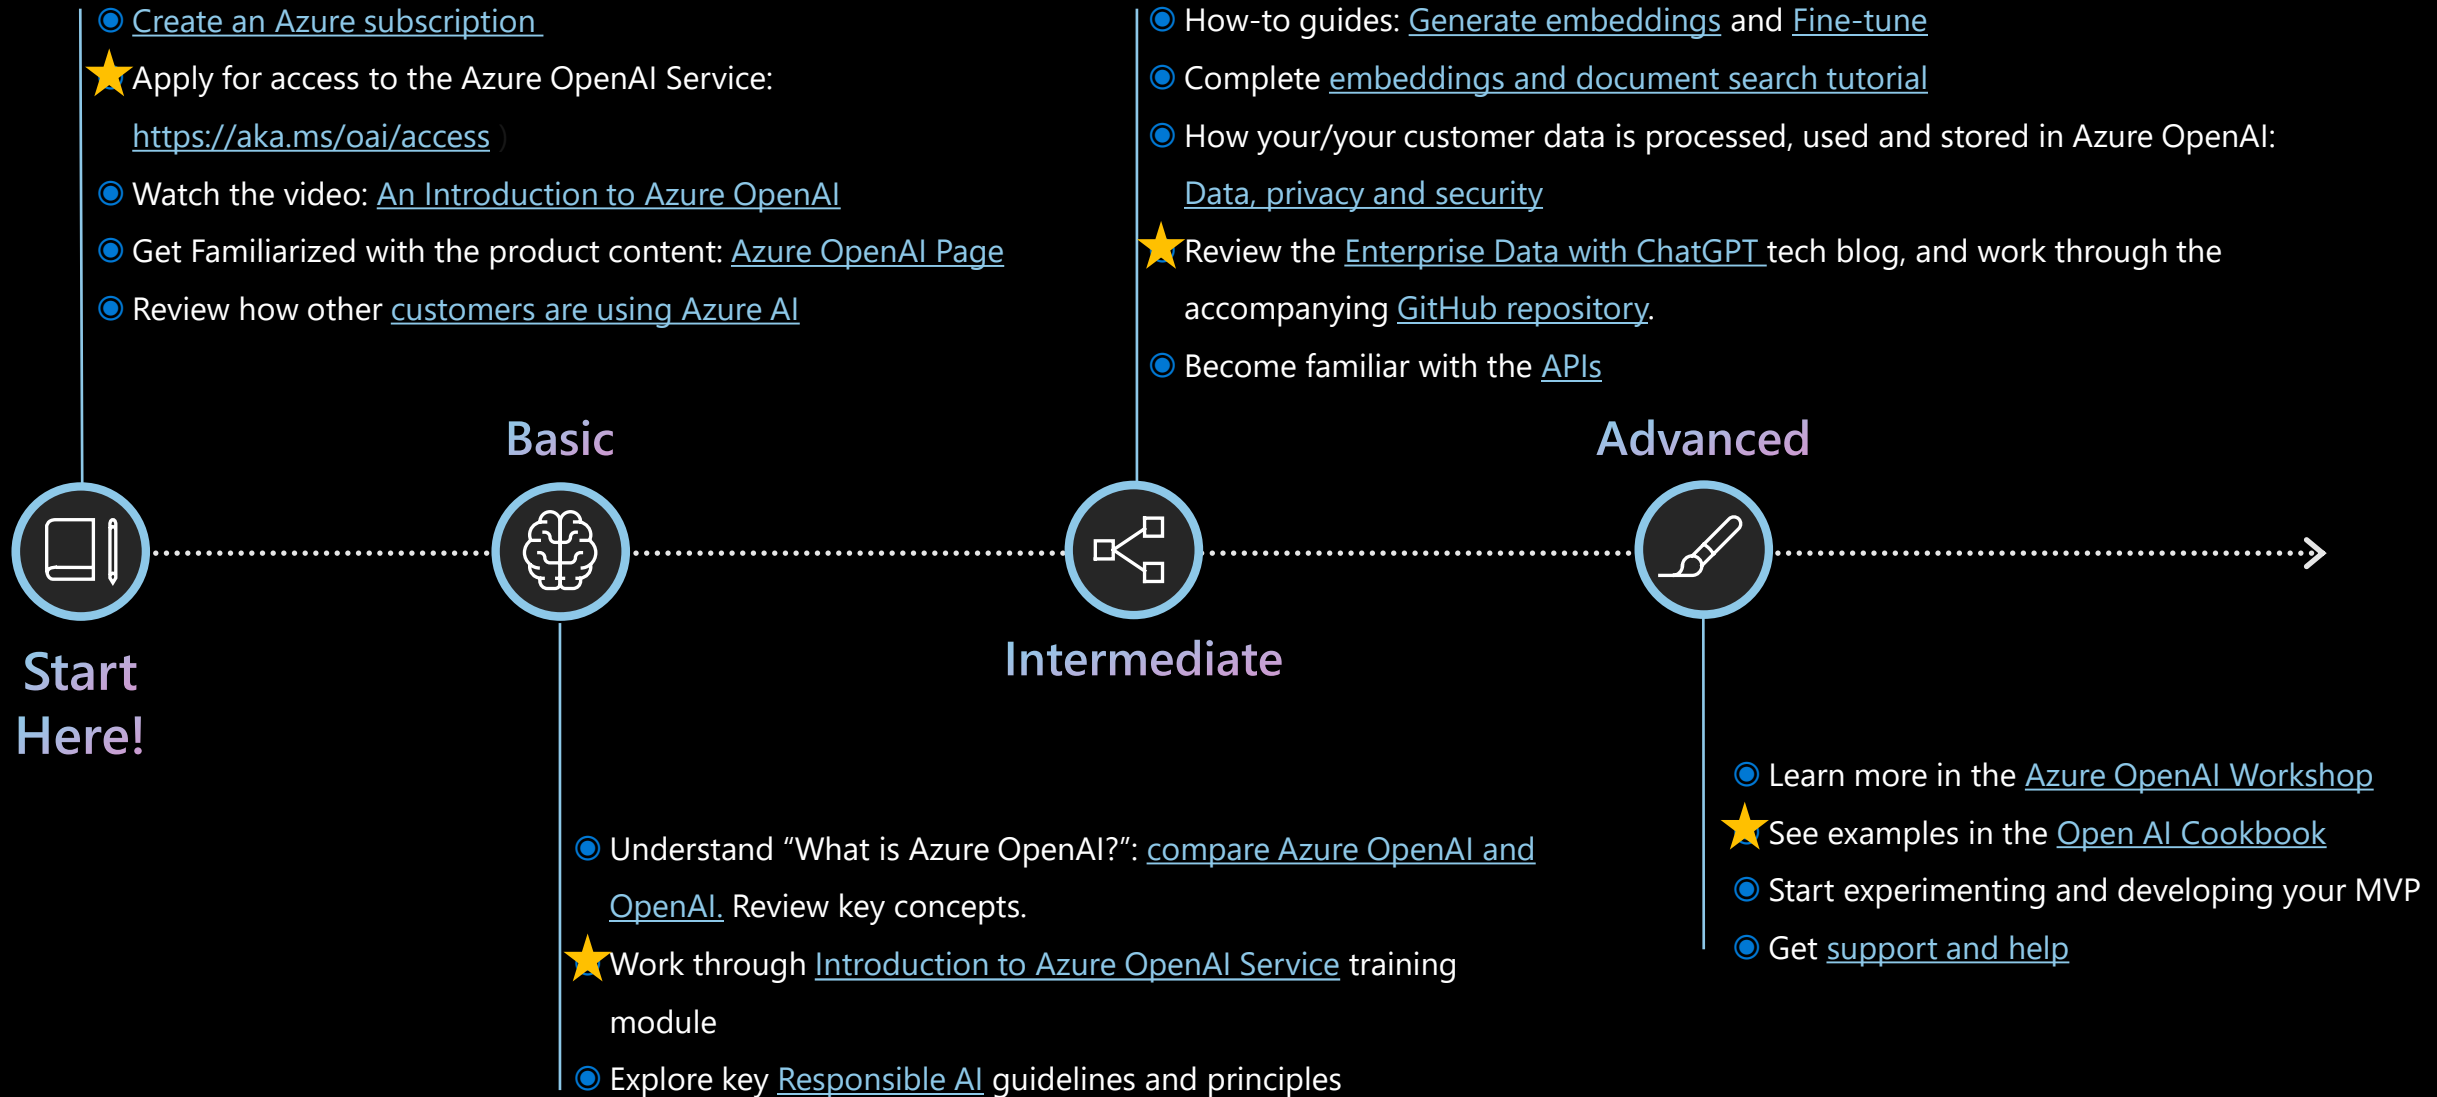 Create an Azure subscription
Apply for access to the Azure OpenAI Service:
https://aka.ms/oai/access )
Watch the video: An Introduction to Azure OpenAI
Get Familiarized with the product content: Azure OpenAI Page
Review how other customers are using Azure AI
Start
Here!
Basic
Understand “What is Azure OpenAI?”: compare Azure OpenAI and
OpenAI. Review key concepts.
Work through Introduction to Azure OpenAI Service training
module
Explore key Responsible AI guidelines and principles
How-to guides: Generate embeddings and Fine-tune
Complete embeddings and document search tutorial
How your/your customer data is processed, used and stored in Azure OpenAI:
Data, privacy and security
Review the Enterprise Data with ChatGPT tech blog, and work through the
accompanying GitHub repository.
Become familiar with the APIs
Intermediate
Advanced
Learn more in the Azure OpenAI Workshop
See examples in the Open AI Cookbook
Start experimenting and developing your MVP
Get support and help